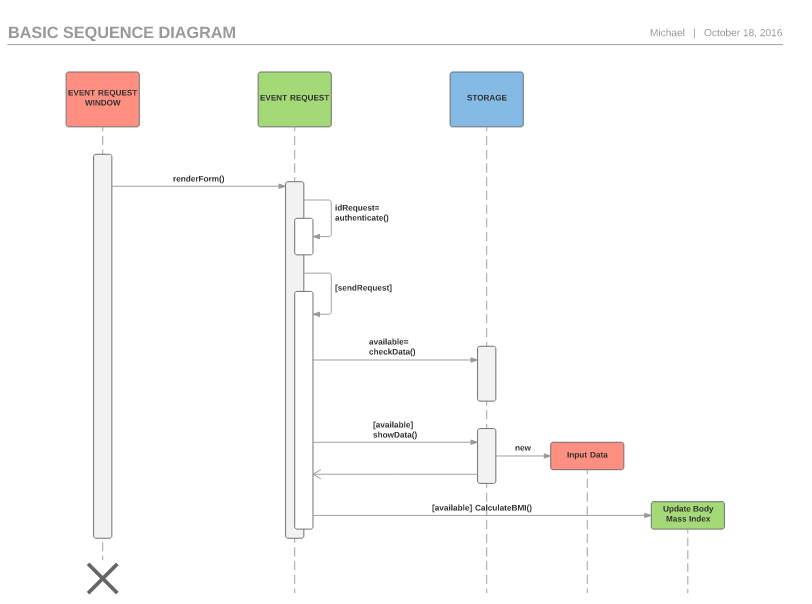 BASIC SEQUENCE DIAGRAM
Michael | October 18, 2016
EVENT REQUEST
WINDOW
EVENT REQUEST
STORAGE
renderForm()
idRequest=
authenticate()
[sendRequest]
available=
checkData()
[available]
showData()
new
Input Data
[available] CalculateBMI()
Update Body
Mass Index